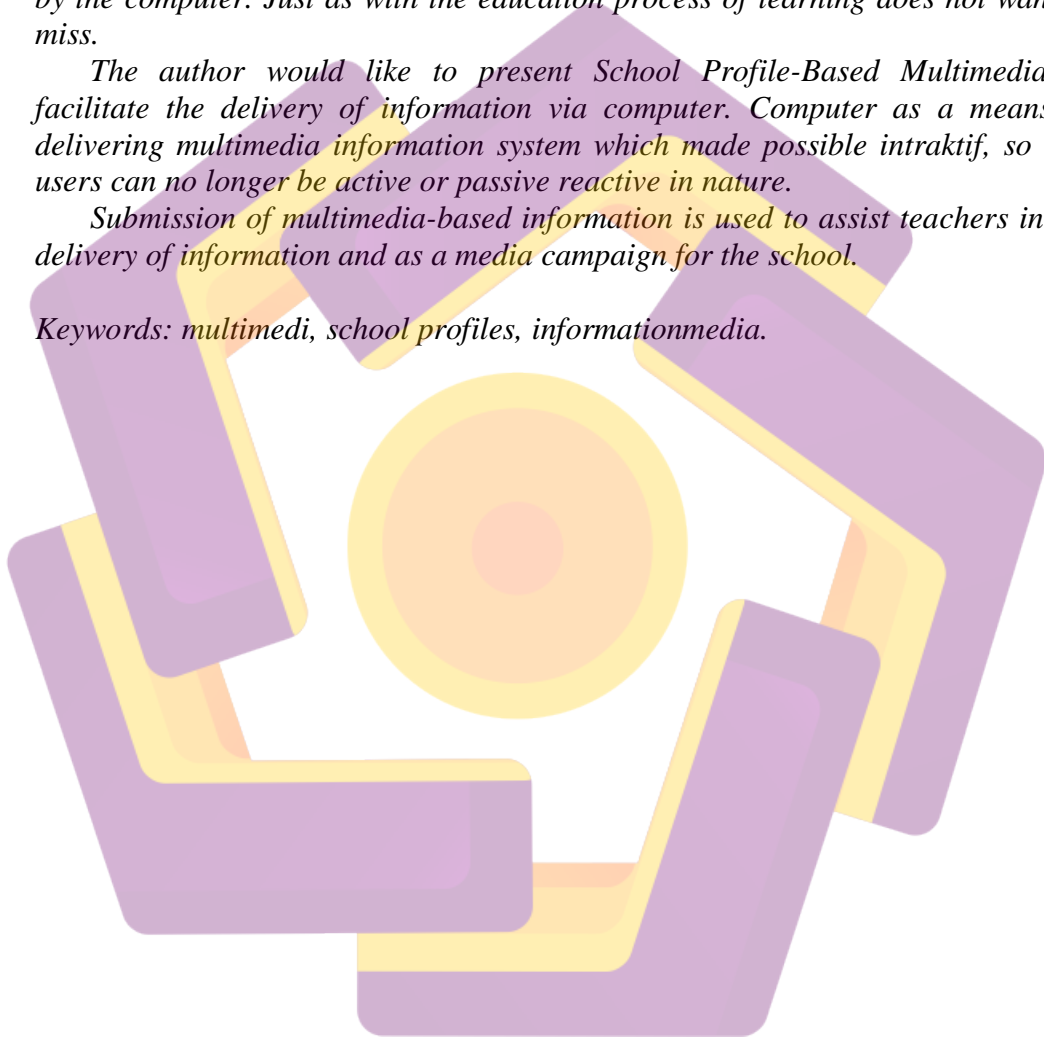 by the computer. Just as with the education process of learning does not wan
miss.
The author would like to present School Profile-Based Multimedia
facilitate the delivery of information via computer. Computer as a means
delivering multimedia information system which made possible intraktif, so
users can no longer be active or passive reactive in nature.
Submission of multimedia-based information is used to assist teachers in
delivery of information and as a media campaign for the school.
Keywords: multimedi, school profiles, informationmedia.